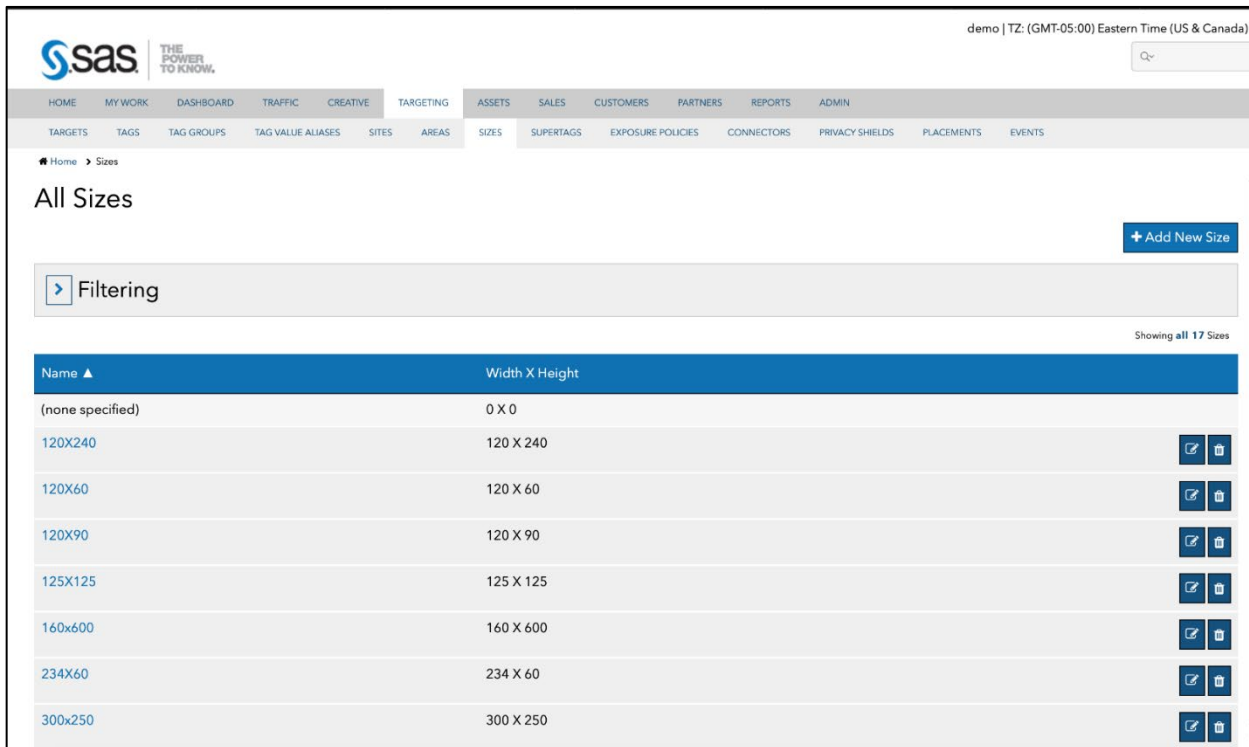 demo | TZ: (GMT-05:00) Eastern Time (US & Canada)
sas THE POWER TO KNOW.
HOME MY WORK DASHBOARD TRAFFIC CREATIVE TARGETING ASSETS SALES CUSTOMERS PARTNERS REPORTS ADMIN
TARGETS TAGS TAG GROUPS TAG VALUE ALIASES SITES AREAS SIZES SUPERTAGS EXPOSURE POLICIES CONNECTORS PRIVACY SHIELDS PLACEMENTS EVENTS
Home > Sizes
All Sizes
+ Add New Size
> Filtering
Showing all 17 Sizes
Name ▲ Width X Height
(none specified) 0 X 0
120X240 120 X 240
120X60 120 X 60
120X90 120 X 90
125X125 125 X 125
160x600 160 X 600
234X60 234 X 60
300x250 300 X 250